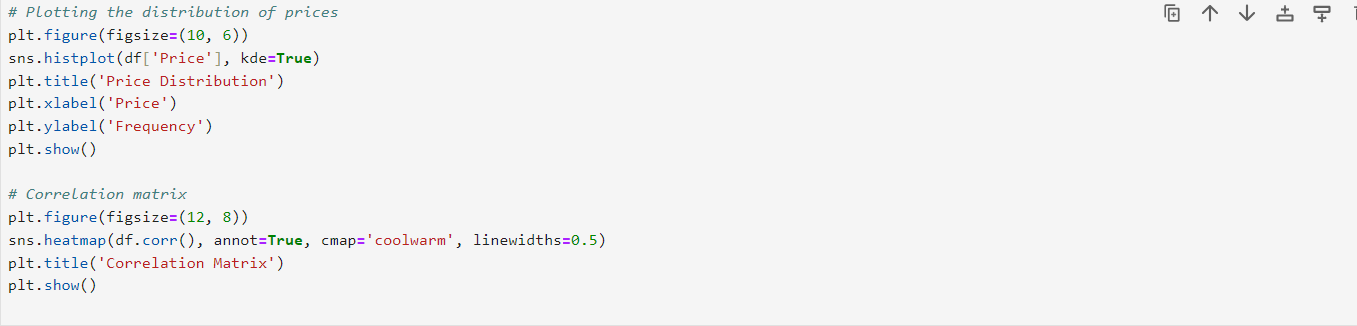 # Plotting the distribution of prices
plt.figure(figsize=(10, 6))
sns.histplot(df['Price'], kde=True)
plt.title('Price Distribution')
plt.xlabel('Price')
plt.ylabel('Frequency')
plt.show()

# Correlation matrix
plt.figure(figsize=(12, 8))
sns.heatmap(df.corr(), annot=True, cmap='coolwarm', linewidths=0.5)
plt.title('Correlation Matrix')
plt.show()